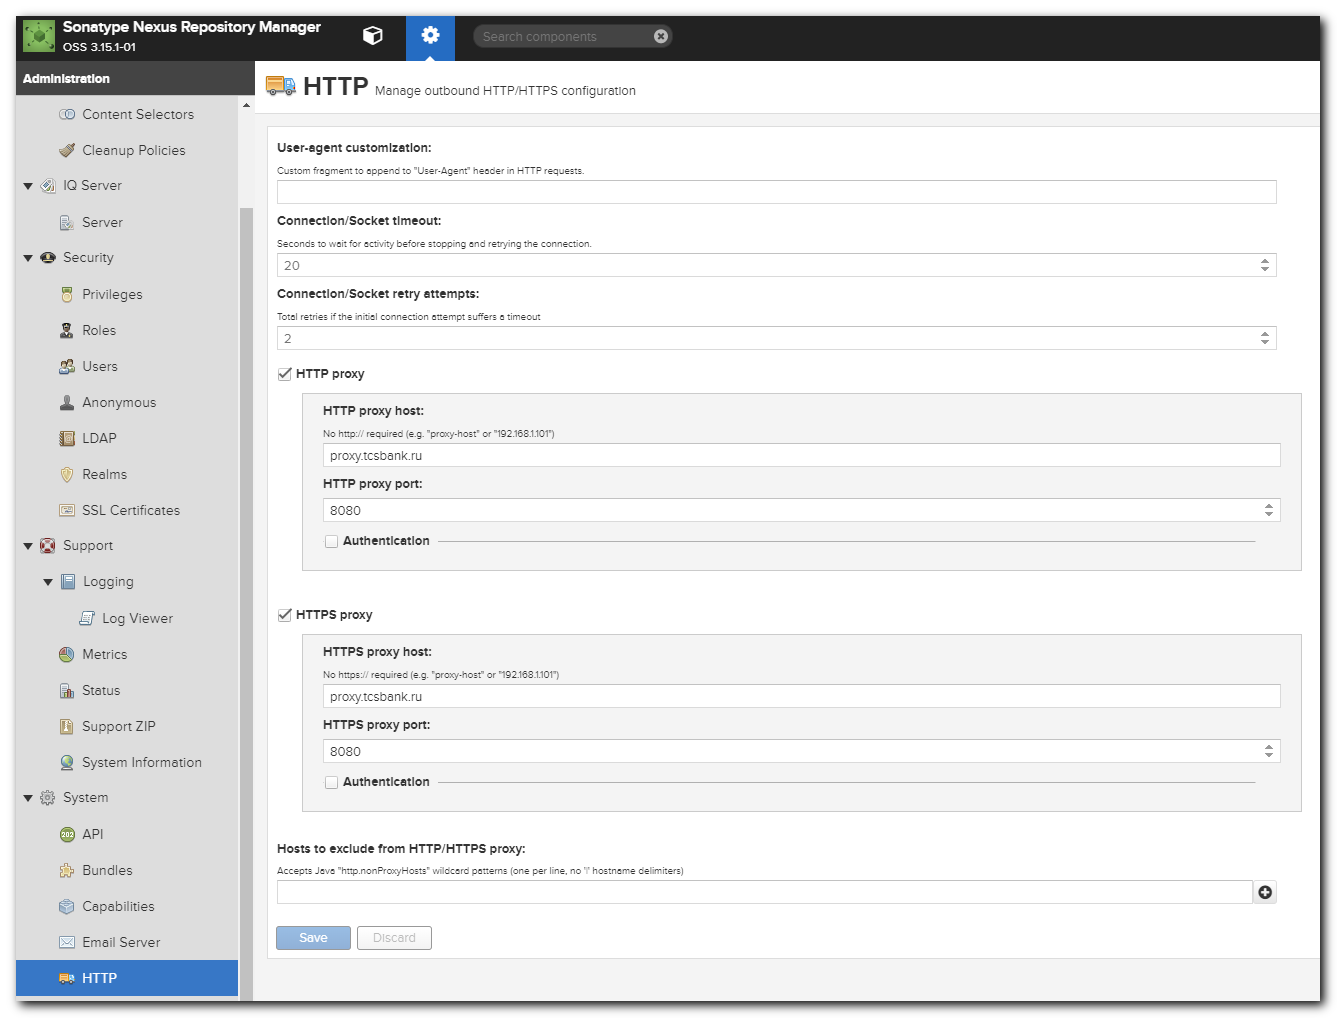 Sonatype Nexus Repository Manager
OSS 3.15.1-01
Search components
Administration
Content Selectors
Cleanup Policies
IQ Server
Server
Security
Privileges
Roles
Users
Anonymous
LDAP
Realms
SSL Certificates
Support
Logging
Log Viewer
Metrics
Status
Support ZIP
System Information
System
202
API
Bundles
Capabilities
Email Server
HTTP
HTTP Manage outbound HTTP/HTTPS configuration
User-agent customization:
Custom fragment to append to "User-Agent" header in HTTP requests.
Connection/Socket timeout:
Seconds to wait for activity before stopping and retrying the connection.
20
Connection/Socket retry attempts:
Total retries if the initial connection attempt suffers a timeout
2
HTTP proxy
HTTP proxy host:
No http:// required (e.g. "proxy-host" or "192.168.1.101")
proxy.tcsbank.ru
HTTP proxy port:
8080
Authentication
HTTPS proxy
HTTPS proxy host:
No https:// required (e.g. "proxy-host" or "192.168.1.101")
proxy.tcsbank.ru
HTTPS proxy port:
8080
Authentication
Hosts to exclude from HTTP/HTTPS proxy:
Accepts Java "http.nonProxyHosts" wildcard patterns (one per line, no '|' hostname delimiters)
Save
Discard